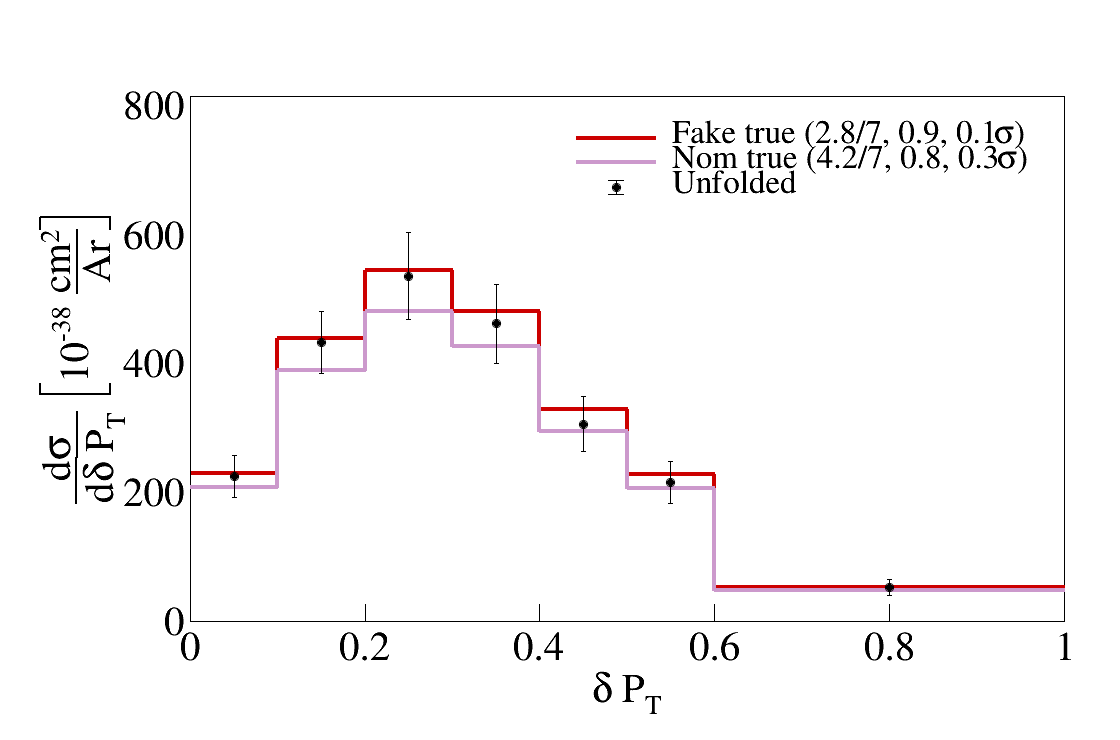 800
600
400
200
0
0 0.2 0.4 0.6 0.8 1
δ P_T
dσ/dδ P_T [10^-38 cm^2/Ar]
Fake true (2.8/7, 0.9, 0.1σ)
Nom true (4.2/7, 0.8, 0.3σ)
Unfolded